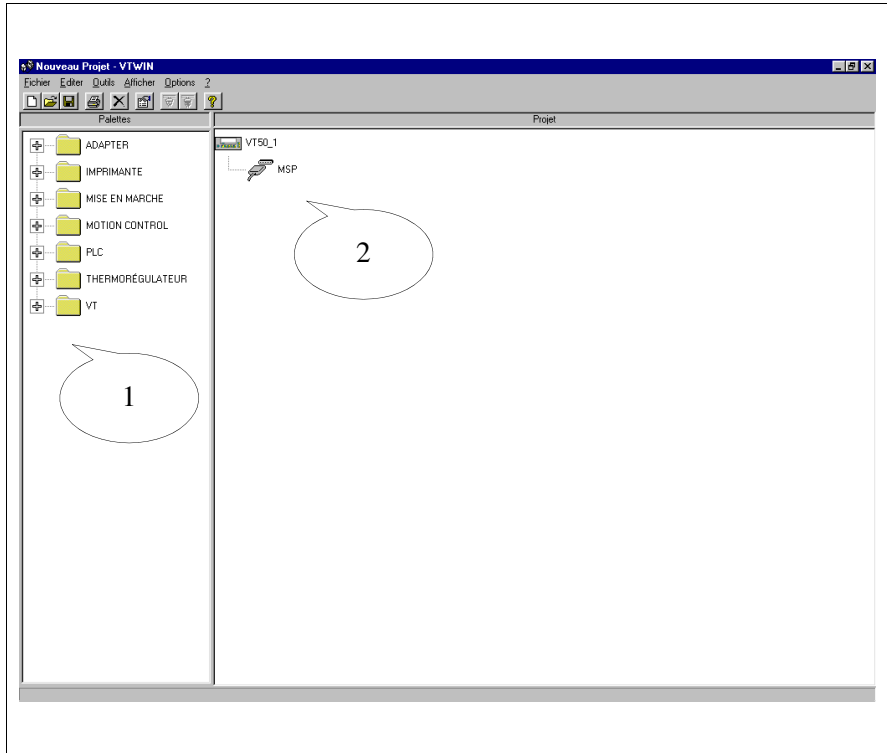 Nouveau Projet - VTWIN
Fichier Editer Outils Afficher Options ?
Palettes
Projet
ADAPTER
IMPRIMANTE
MISE EN MARCHE
MOTION CONTROL
PLC
THERMORÉGULATEUR
VT
VT50_1
MSP
1
2